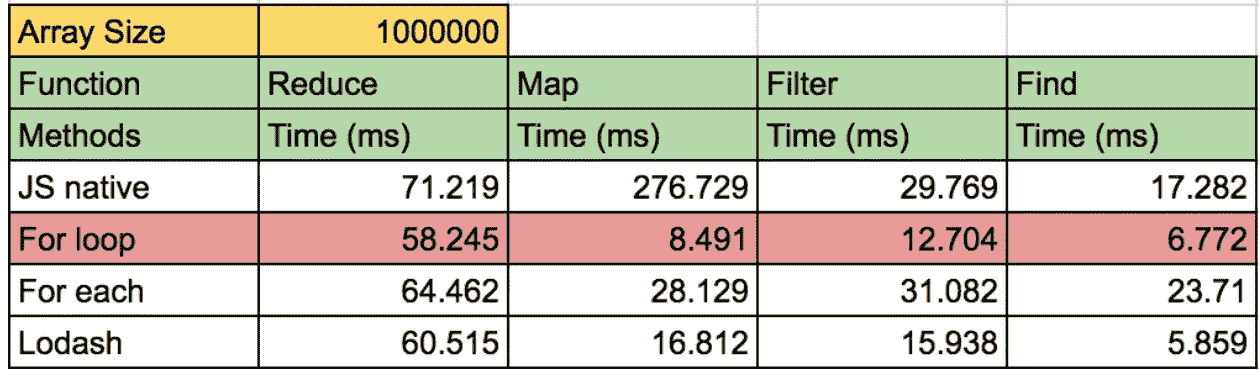 Array Size 1000000
Function Reduce Map Filter Find
Methods Time (ms) Time (ms) Time (ms) Time (ms)
JS native 71.219 276.729 29.769 17.282
For loop 58.245 8.491 12.704 6.772
For each 64.462 28.129 31.082 23.71
Lodash 60.515 16.812 15.938 5.859